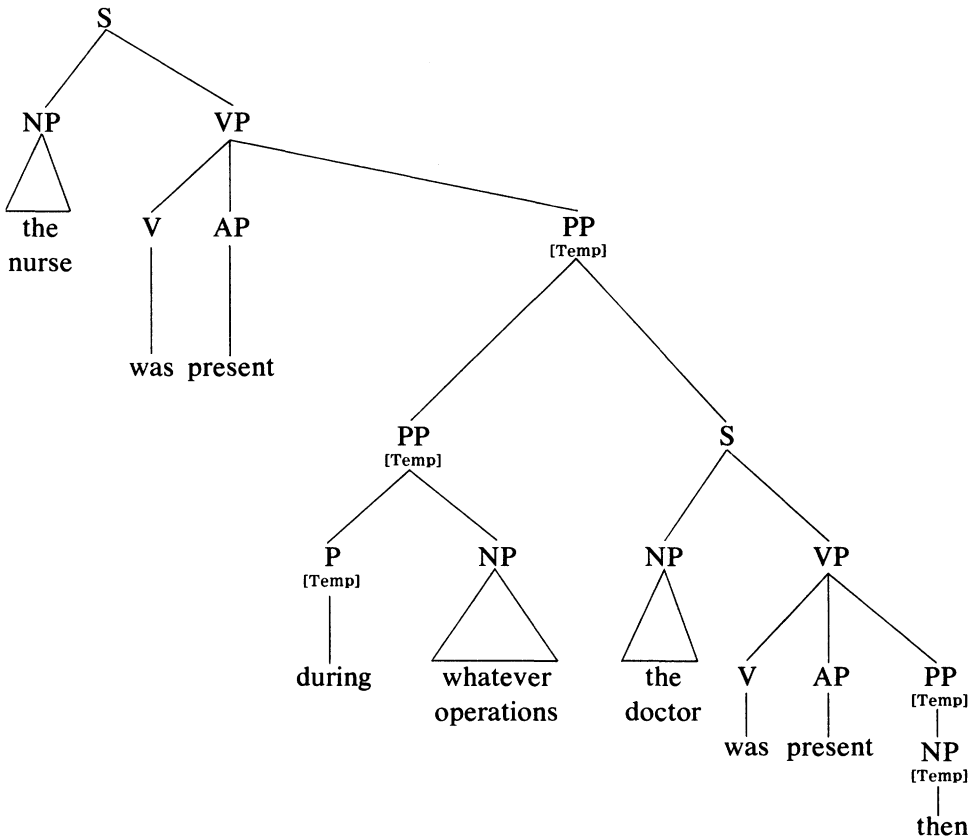 S
NP VP
the
nurse
V AP PP
[Temp]
was present
PP
[Temp]
S
P
[Temp]
NP NP VP
during whatever
operations
the
doctor
V AP PP
[Temp]
was present NP
[Temp]
then